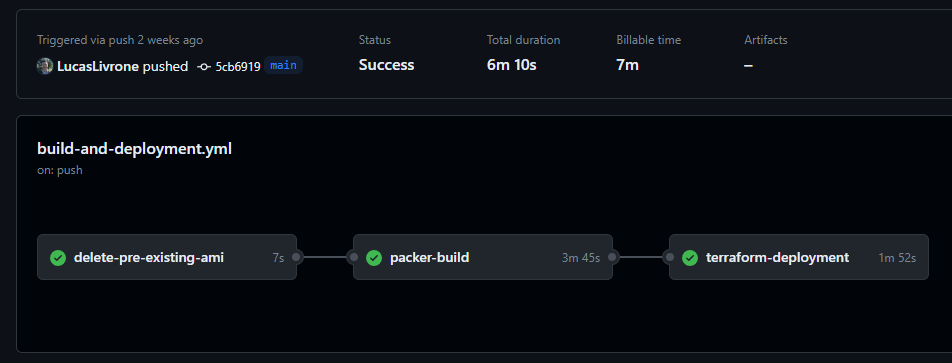 Triggered via push 2 weeks ago
LucasLivrone pushed 5cb6919 main
Status
Success
Total duration
6m 10s
Billable time
7m
Artifacts
–
build-and-deployment.yml
on: push
delete-pre-existing-ami 7s
packer-build 3m 45s
terraform-deployment 1m 52s